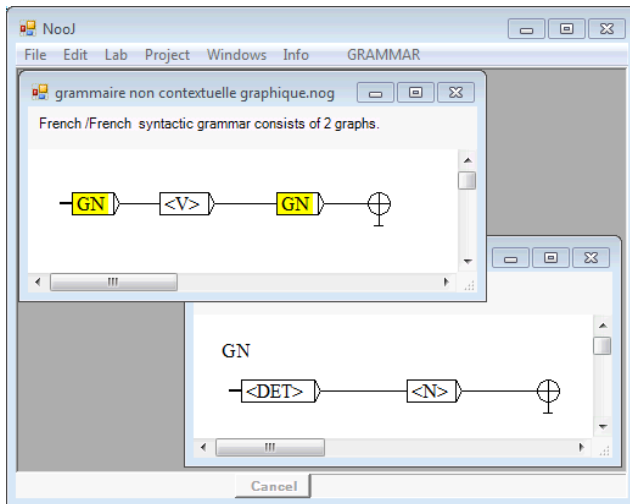 NooJ
File Edit Lab Project Windows Info GRAMMAR
grammaire non contextuelle graphique.nog
French /French syntactic grammar consists of 2 graphs.
GN <V> GN
GN
<DET> <N>
Cancel